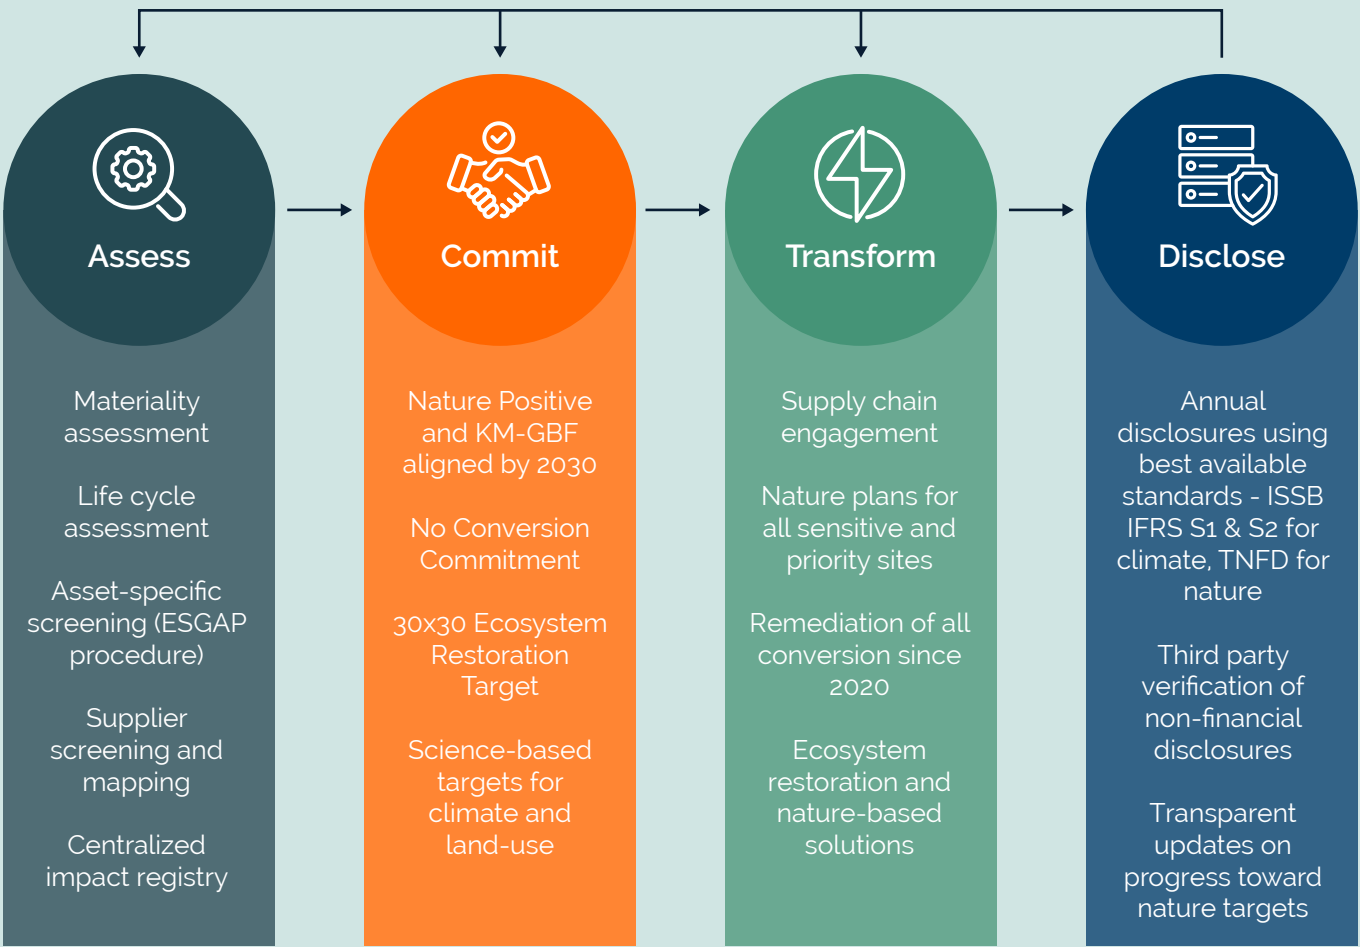 Assess
Materiality
assessment
Life cycle
assessment
Asset-specific
screening (ESGAP
procedure)
Supplier
screening and
mapping
Centralized
impact registry
Commit
Nature Positive
and KM-GBF
aligned by 2030
No Conversion
Commitment
30x30 Ecosystem
Restoration
Target
Science-based
targets for
climate and
land-use
Transform
Supply chain
engagement
Nature plans for
all sensitive and
priority sites
Remediation of all
conversion since
2020
Ecosystem
restoration and
nature-based
solutions
Disclose
Annual
disclosures using
best available
standards - ISSB
IFRS S1 & S2 for
climate, TNFD for
nature
Third party
verification of
non-financial
disclosures
Transparent
updates on
progress toward
nature targets